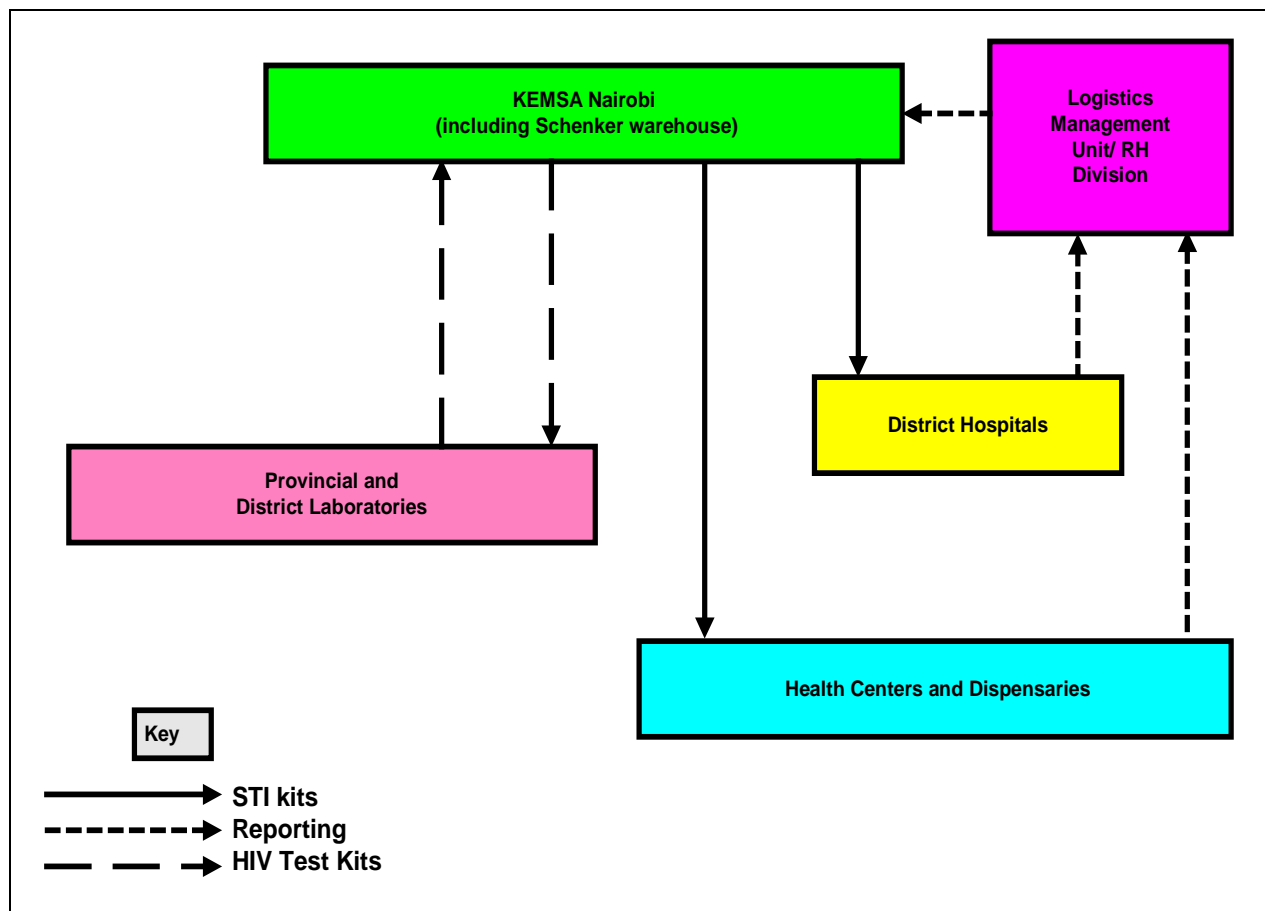 KEMSA Nairobi
(including Schenker warehouse)
Logistics
Management
Unit/ RH
Division
District Hospitals
Provincial and
District Laboratories
Health Centers and Dispensaries
Key
STI kits
Reporting
HIV Test Kits